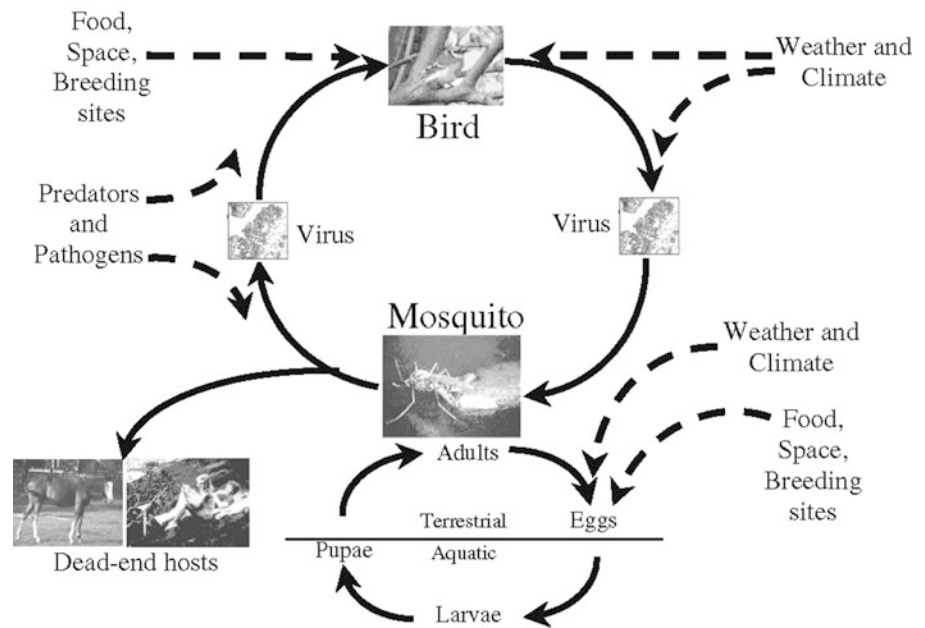 Food,
Space,
Breeding
sites
Weather and
Climate
Bird
Predators
and
Pathogens
Virus
Virus
Mosquito
Weather and
Climate
Food,
Space,
Breeding
sites
Adults
Dead-end hosts
Terrestrial
Eggs
Pupae
Aquatic
Larvae